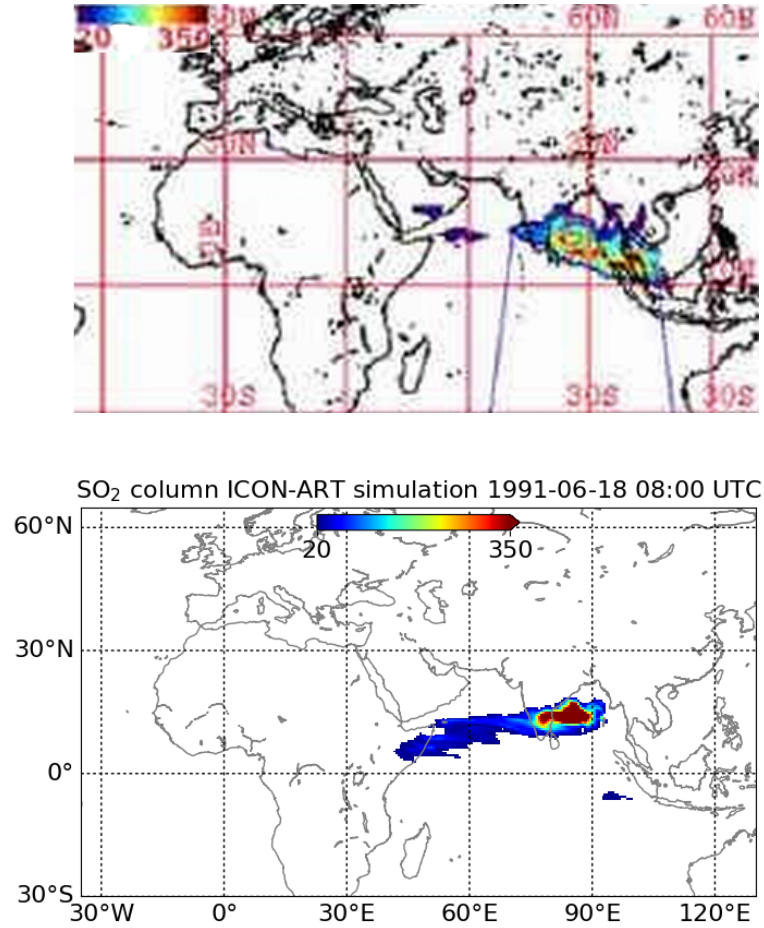 20 350 30N 60N 60N
30N 30N
30S 30S 30S
SO₂ column ICON-ART simulation 1991-06-18 08:00 UTC
60°N
20 350
30°N
0°
30°S
30°W 0° 30°E 60°E 90°E 120°E